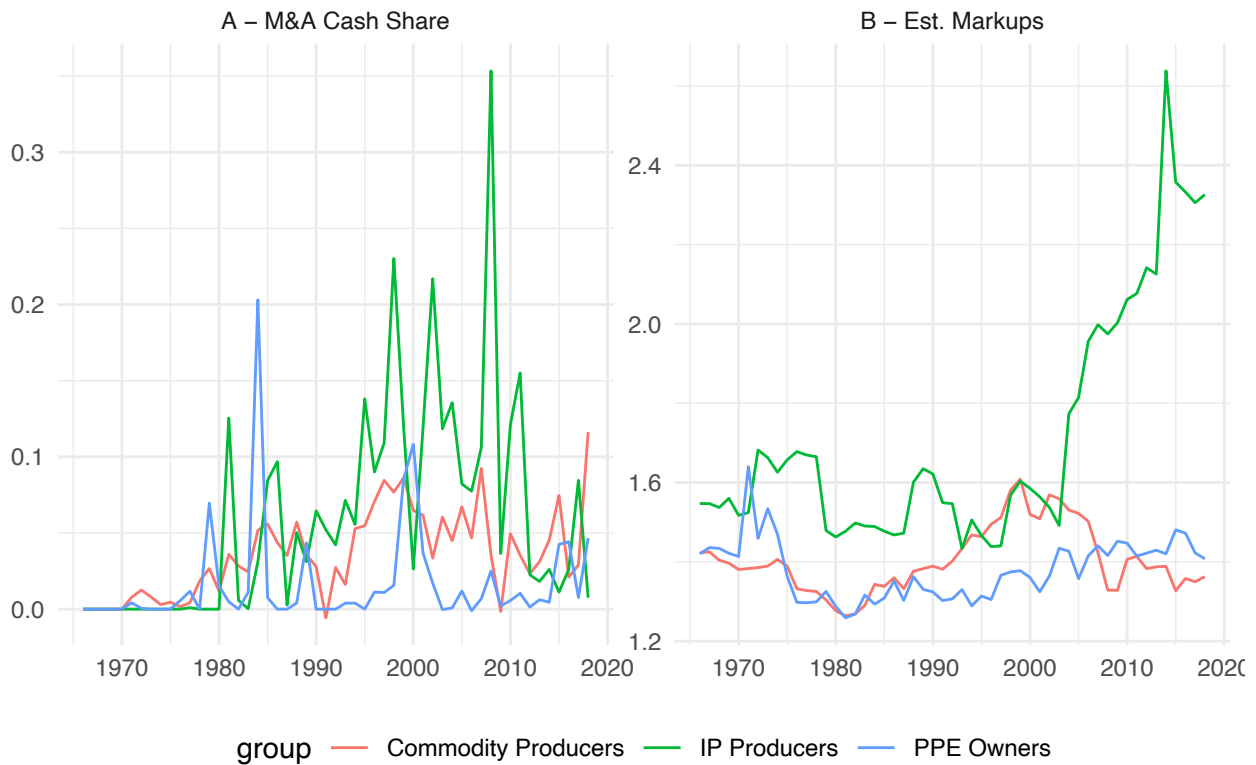 A – M&A Cash Share
B – Est. Markups
0.3
0.2
0.1
0.0
2.4
2.0
1.6
1.2
1970 1980 1990 2000 2010 2020
1970 1980 1990 2000 2010 2020
group Commodity Producers IP Producers PPE Owners